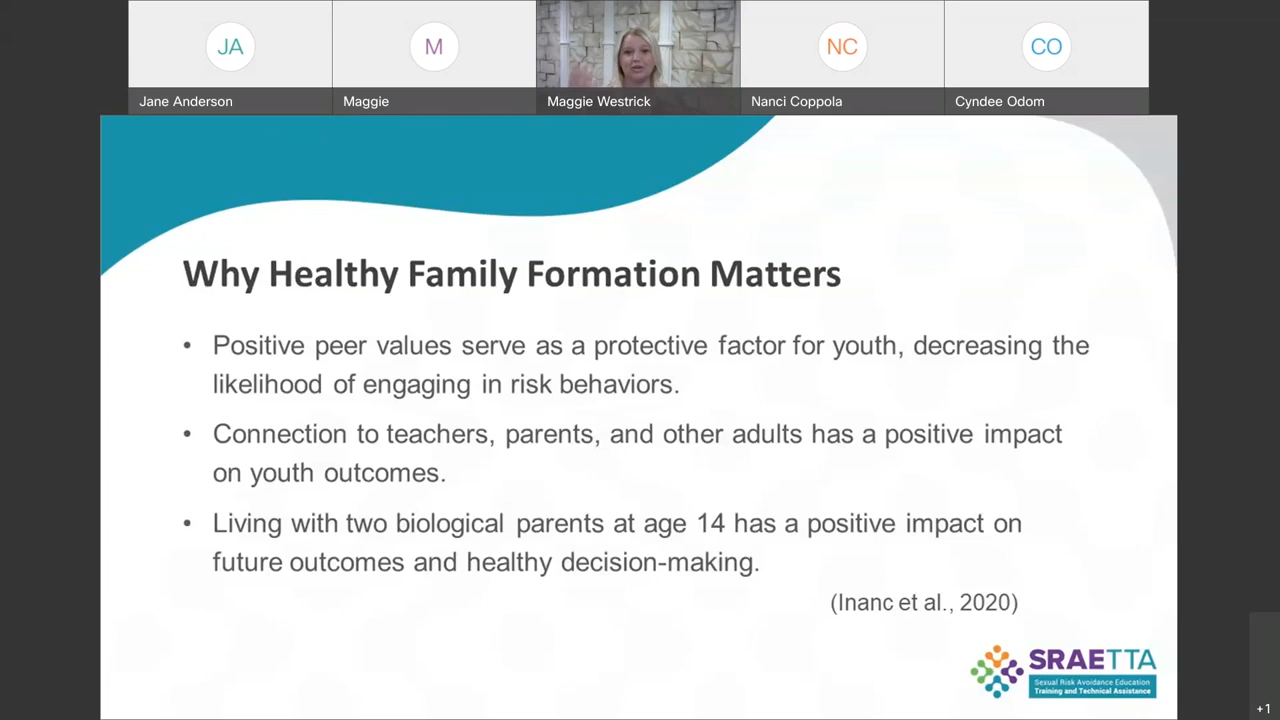 JA
M
NC
CO
Jane Anderson
Maggie
Maggie Westrick
Nanci Coppola
Cyndee Odom
Why Healthy Family Formation Matters
• Positive peer values serve as a protective factor for youth, decreasing the
likelihood of engaging in risk behaviors.
• Connection to teachers, parents, and other adults has a positive impact
on youth outcomes.
• Living with two biological parents at age 14 has a positive impact on
future outcomes and healthy decision-making.
(Inanc et al., 2020)
SRAETTA
Sexual Risk Avoidance Education
Training and Technical Assistance
+1